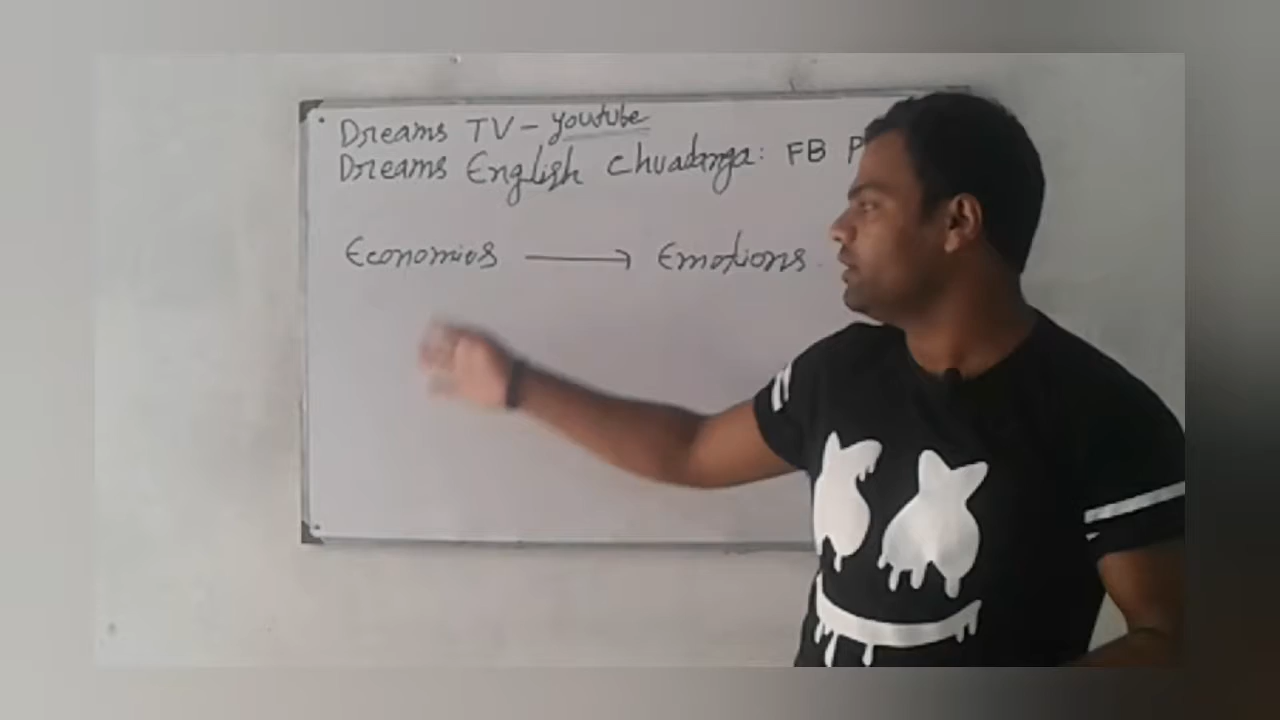 Dreams TV - youtube
Dreams English Chuadanga: FB P
Economics → Emotions